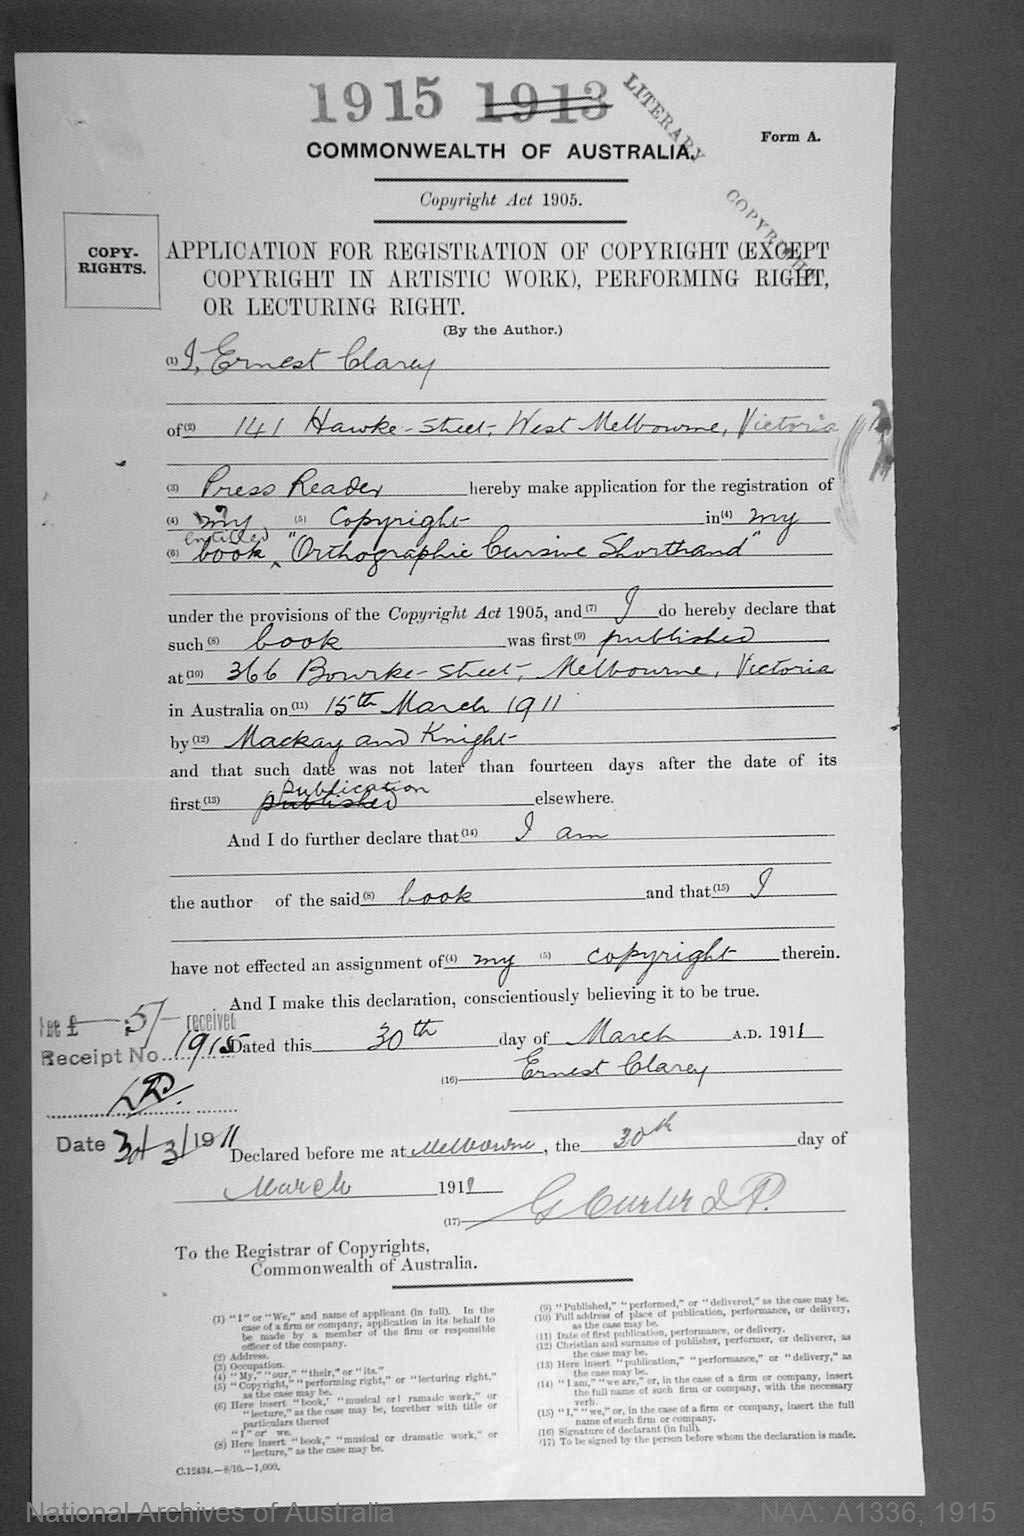 1915 1913
LITERARY
COMMONWEALTH OF AUSTRALIA.
Form A.
Copyright Act 1905.
COPYRIGHT
COPY-
RIGHTS.
APPLICATION FOR REGISTRATION OF COPYRIGHT (EXCEPT
COPYRIGHT IN ARTISTIC WORK), PERFORMING RIGHT,
OR LECTURING RIGHT.
(By the Author.)
(1) I, Ernest Clarey
of (2) 141 Hawke-Street, West Melbourne, Victoria
(3) Press Reader hereby make application for the registration of
(4) my (5) Copyright in (4) my
entitled
(6) book ‸ "Orthographic Cursive Shorthand"
under the provisions of the Copyright Act 1905, and (7) I do hereby declare that
such (8) book was first (9) published
at (10) 366 Bourke-Street, Melbourne, Victoria
in Australia on (11) 15th March 1911
by (12) Mackay and Knight
and that such date was not later than fourteen days after the date of its
publication
first (13) published elsewhere.
And I do further declare that (14) I am
the author of the said (8) book and that (15) I
have not effected an assignment of (4) my (5) copyright therein.
And I make this declaration, conscientiously believing it to be true.
Fee £ 5/- received
Receipt No. 1915
Dated this 30th day of March A.D. 1911
(16) Ernest Clarey
Date 30/3/1911
Declared before me at Melbourne, the 30th day of
March 1911
(17) G Curler J.P.
To the Registrar of Copyrights,
Commonwealth of Australia.
(1) "I" or "We," and name of applicant (in full). In the
case of a firm or company, application in its behalf to
be made by a member of the firm or responsible
officer of the company.
(2) Address.
(3) Occupation.
(4) "My," "our," "their," or "its."
(5) "Copyright," "performing right," or "lecturing right,"
as the case may be.
(6) Here insert "book," "musical or ramatic work," or
"lecture," as the case may be, together with title or
particulars thereof
"I" or we.
(8) Here insert "book," "musical or dramatic work," or
"lecture," as the case may be.
C.12434.—8/10.—1,000.
(9) "Published," "performed," or "delivered," as the case may be.
(10) Full address of place of publication, performance, or delivery,
as the case may be.
(11) Date of first publication, performance, or delivery.
(12) Christian and surname of publisher, performer, or deliverer, as
the case may be.
(13) Here insert "publication," "performance," or "delivery," as
the case may be.
(14) "I am," "we are," or, in the case of a firm or company, insert
the full name of such firm or company, with the necessary
verb.
(15) "I," "we," or, in the case of a firm or company, insert the full
name of such firm or company.
(16) Signature of declarant (in full).
(17) To be signed by the person before whom the declaration is made.
National Archives of Australia
NAA: A1336, 1915